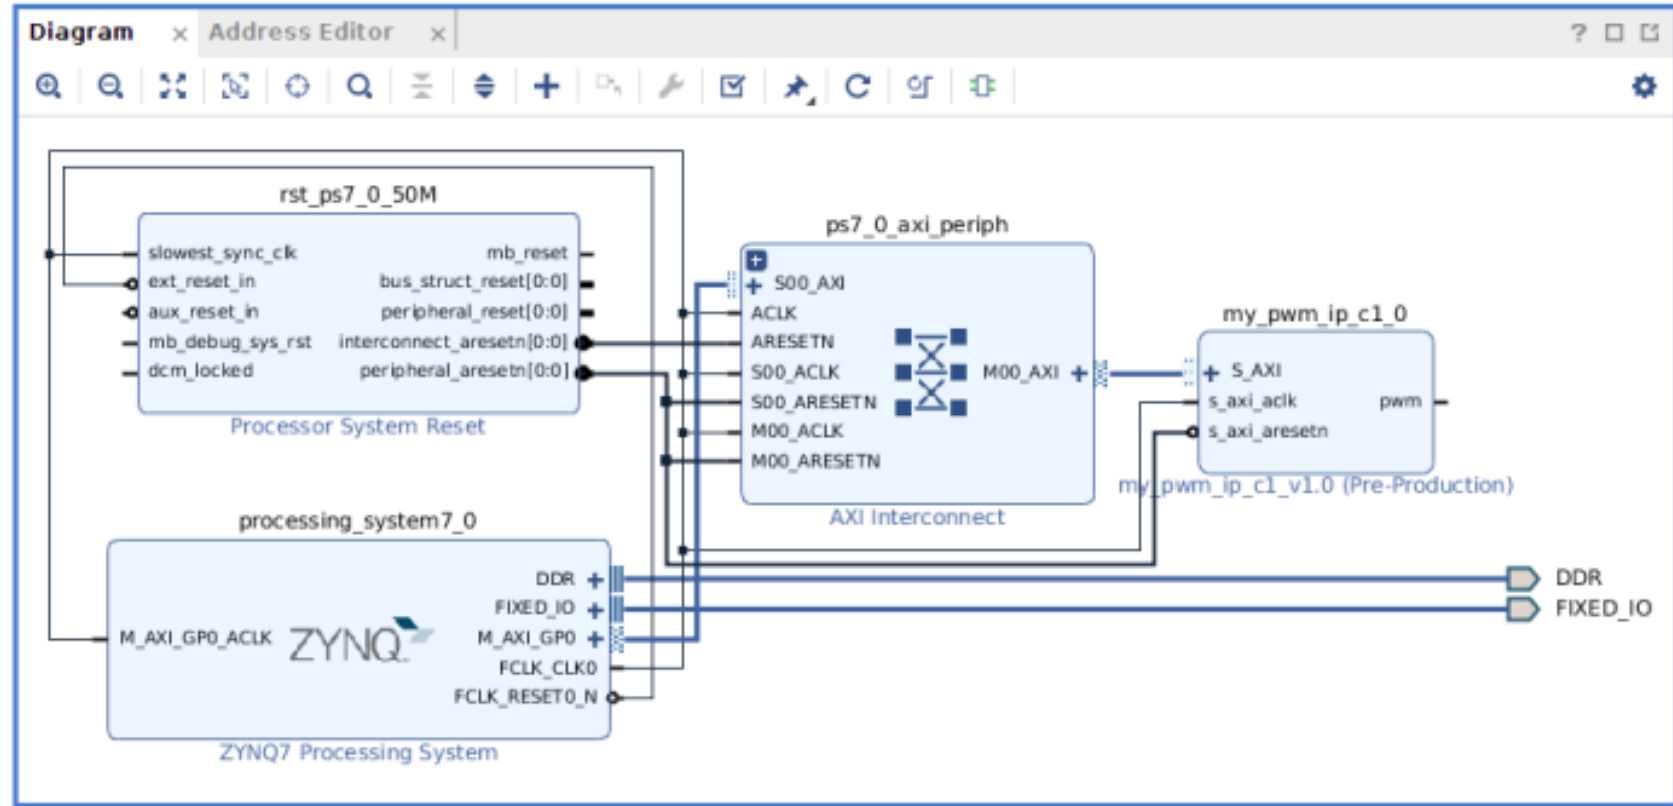 Diagram
Address Editor
rst_ps7_0_50M
slowest_sync_clk
ext_reset_in
aux_reset_in
mb_debug_sys_rst
dcm_locked
mb_reset
bus_struct_reset[0:0]
peripheral_reset[0:0]
interconnect_aresetn[0:0]
peripheral_aresetn[0:0]
Processor System Reset
ps7_0_axi_periph
S00_AXI
ACLK
ARESETN
S00_ACLK
S00_ARESETN
M00_ACLK
M00_ARESETN
M00_AXI
AXI Interconnect
my_pwm_ip_c1_0
S_AXI
s_axi_aclk
s_axi_aresetn
pwm
my_pwm_ip_c1_v1.0 (Pre-Production)
processing_system7_0
M_AXI_GP0_ACLK
ZYNQ
DDR
FIXED_IO
M_AXI_GP0
FCLK_CLK0
FCLK_RESET0_N
ZYNQ7 Processing System
DDR
FIXED_IO